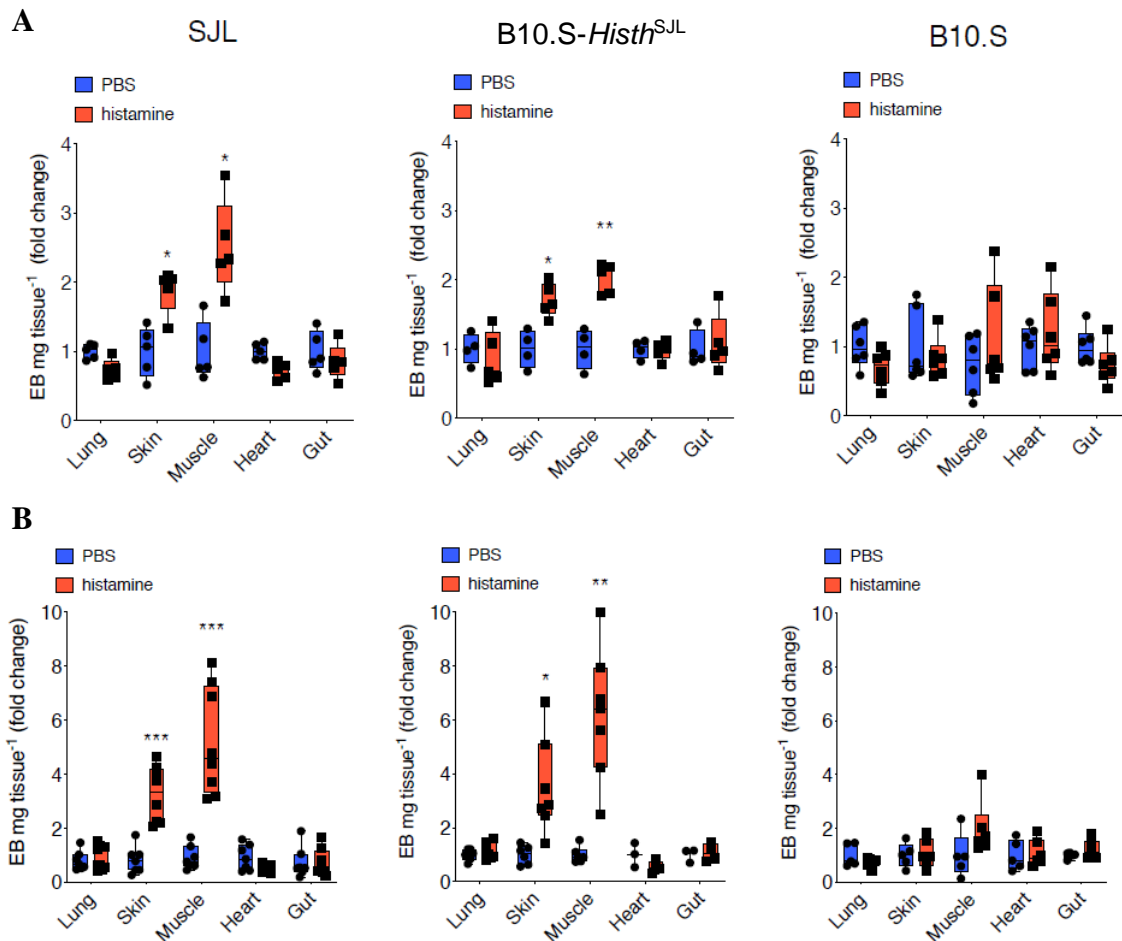 A
SJL
B10.S-Histh^SJL
B10.S
PBS
histamine
PBS
histamine
PBS
histamine
EB mg tissue⁻¹ (fold change)
4
3
2
1
0
*
*
Lung
Skin
Muscle
Heart
Gut
EB mg tissue⁻¹ (fold change)
4
3
2
1
0
*
**
Lung
Skin
Muscle
Heart
Gut
EB mg tissue⁻¹ (fold change)
4
3
2
1
0
Lung
Skin
Muscle
Heart
Gut
B
PBS
histamine
PBS
histamine
PBS
histamine
EB mg tissue⁻¹ (fold change)
10
8
6
4
2
0
***
***
Lung
Skin
Muscle
Heart
Gut
EB mg tissue⁻¹ (fold change)
10
8
6
4
2
0
*
**
Lung
Skin
Muscle
Heart
Gut
EB mg tissue⁻¹ (fold change)
10
8
6
4
2
0
Lung
Skin
Muscle
Heart
Gut